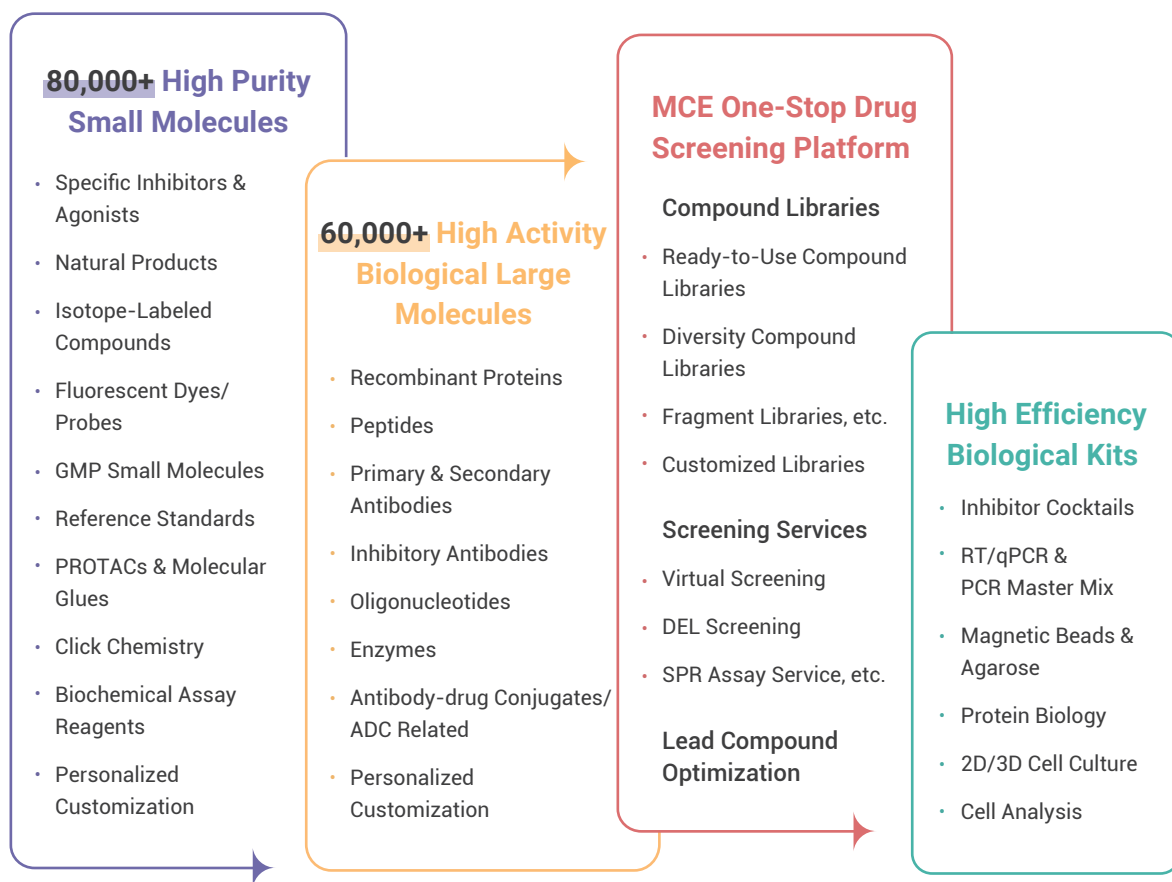 80,000+ High Purity
Small Molecules
Specific Inhibitors &
Agonists
Natural Products
Isotope-Labeled
Compounds
Fluorescent Dyes/
Probes
GMP Small Molecules
Reference Standards
PROTACs & Molecular
Glues
Click Chemistry
Biochemical Assay
Reagents
Personalized
Customization
60,000+ High Activity
Biological Large
Molecules
Recombinant Proteins
Peptides
Primary & Secondary
Antibodies
Inhibitory Antibodies
Oligonucleotides
Enzymes
Antibody-drug Conjugates/
ADC Related
Personalized
Customization
MCE One-Stop Drug
Screening Platform
Compound Libraries
Ready-to-Use Compound
Libraries
Diversity Compound
Libraries
Fragment Libraries, etc.
Customized Libraries
Screening Services
Virtual Screening
DEL Screening
SPR Assay Service, etc.
Lead Compound
Optimization
High Efficiency
Biological Kits
Inhibitor Cocktails
RT/qPCR &
PCR Master Mix
Magnetic Beads &
Agarose
Protein Biology
2D/3D Cell Culture
Cell Analysis